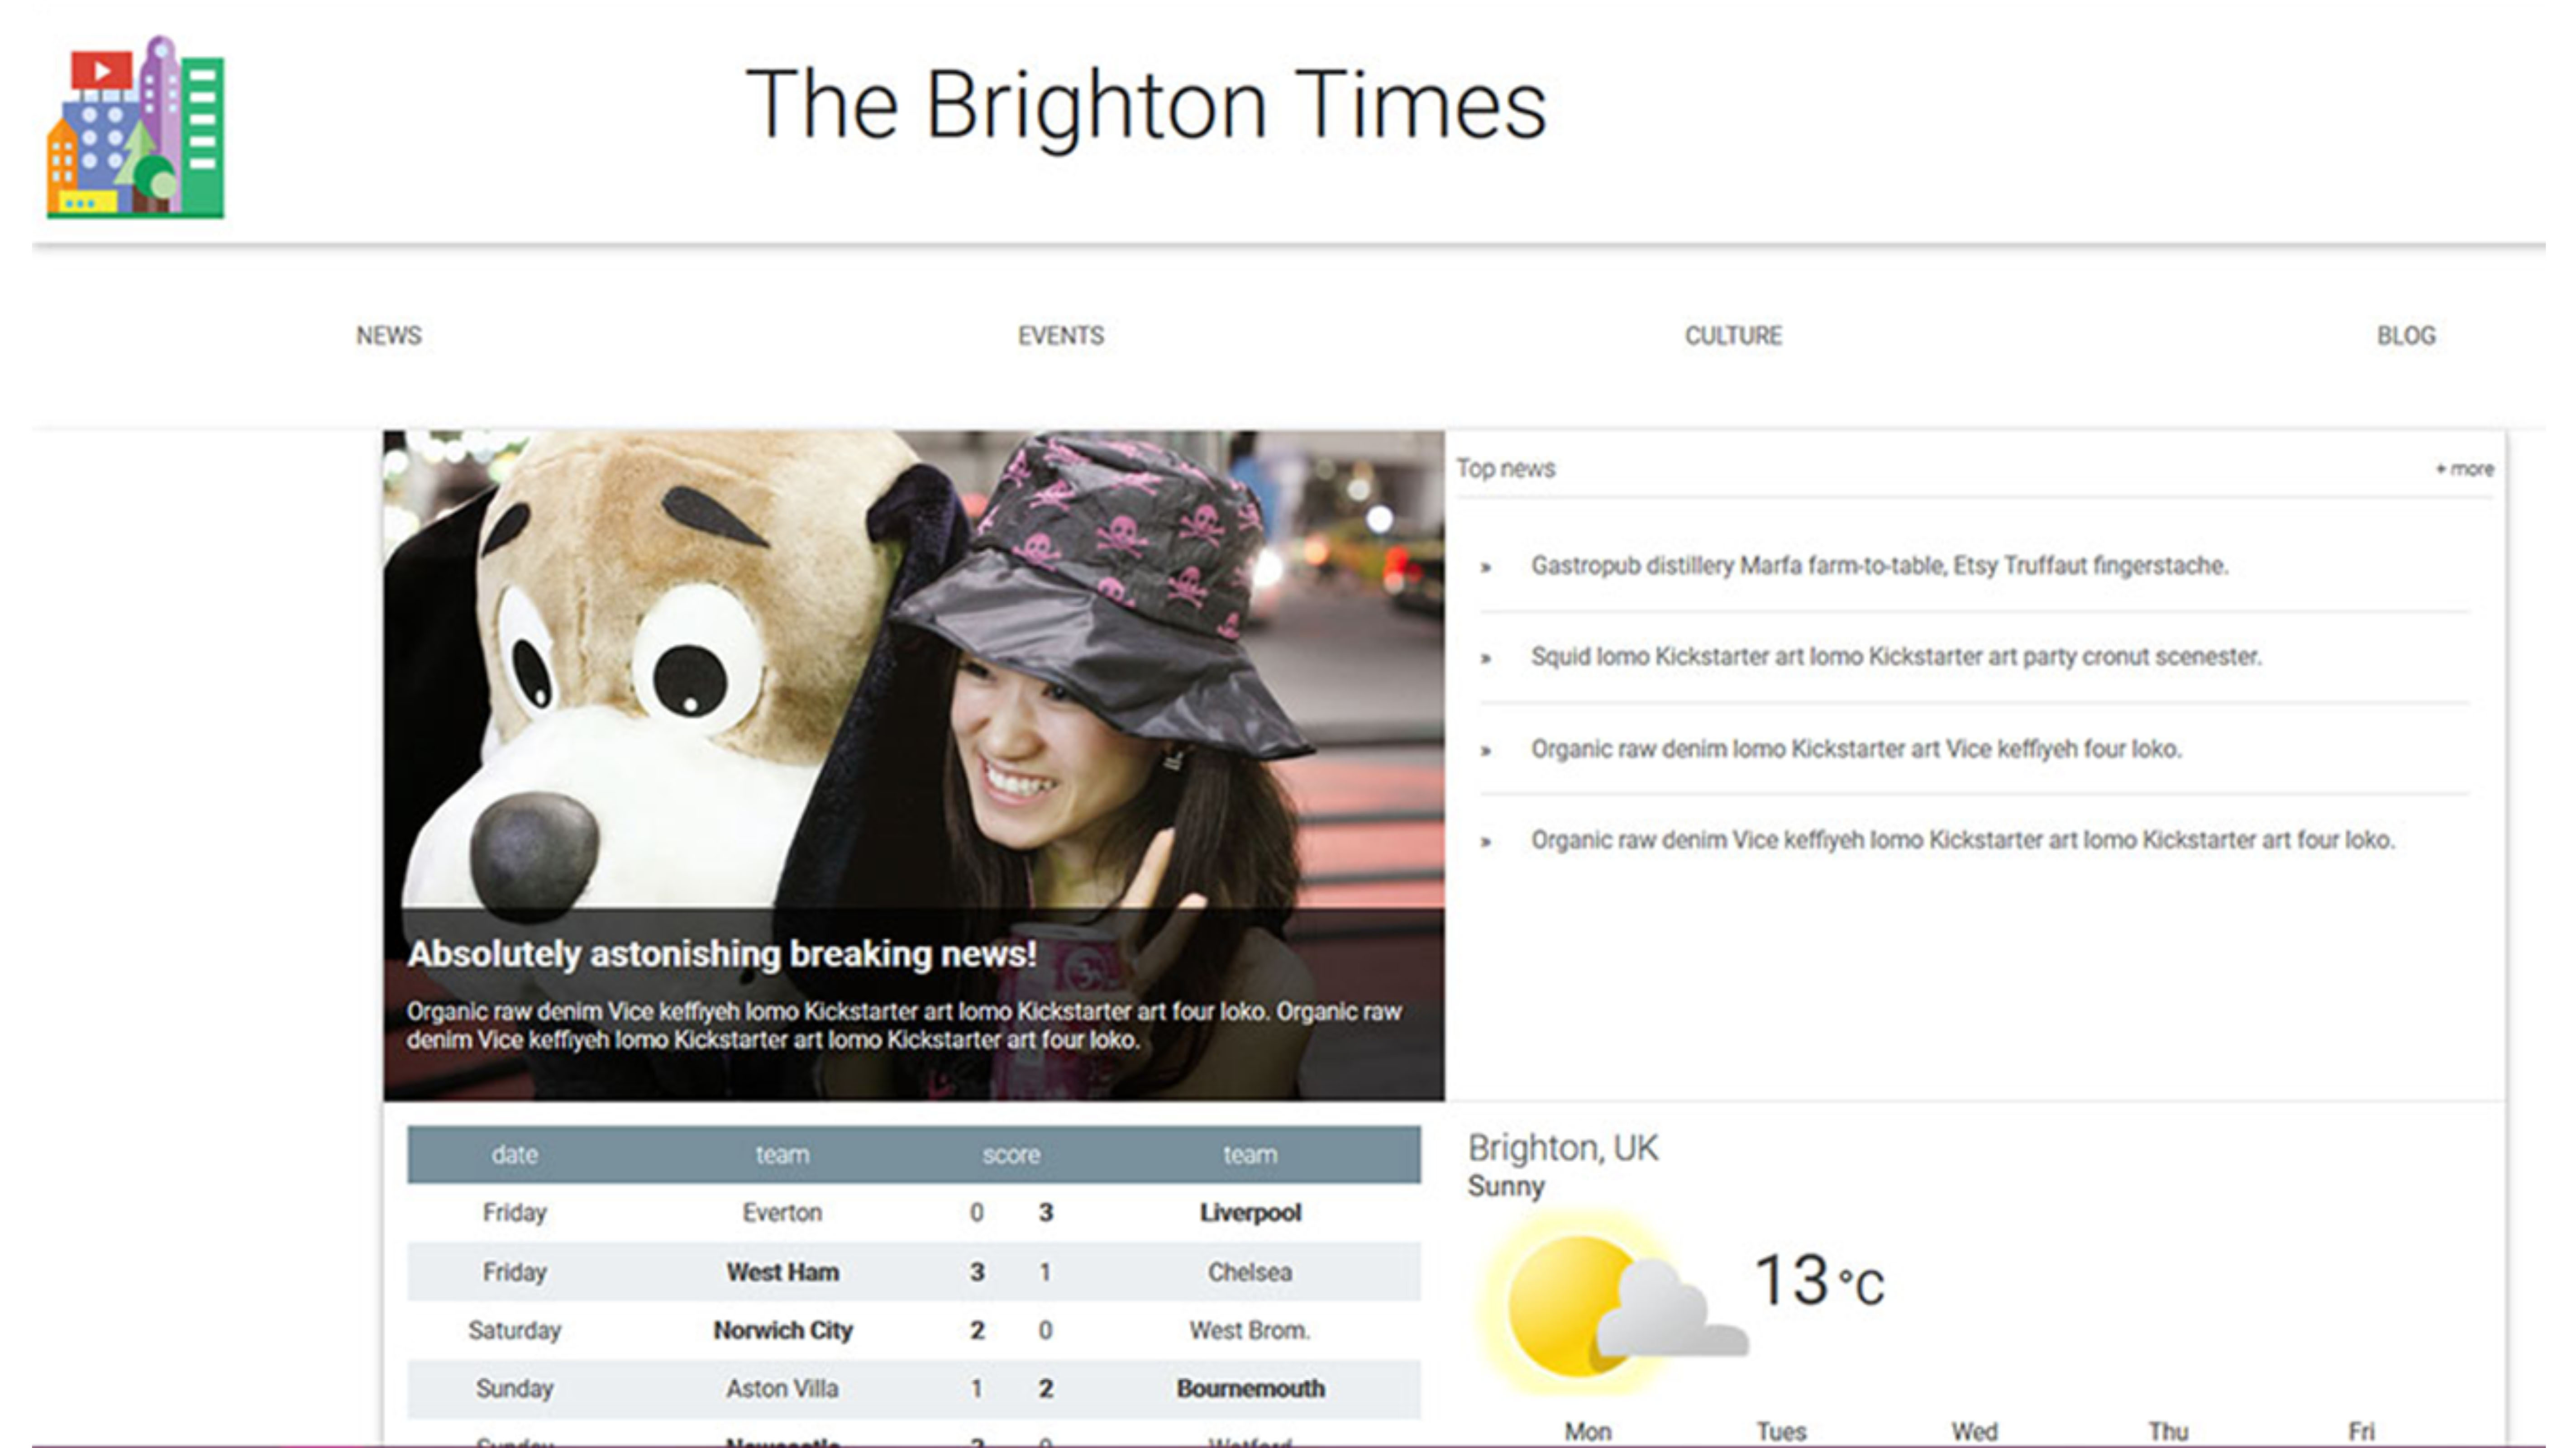 The Brighton Times
NEWS EVENTS CULTURE BLOG
Absolutely astonishing breaking news!
Organic raw denim Vice keffiyeh lomo Kickstarter art lomo Kickstarter art four loko. Organic raw
denim Vice keffiyeh lomo Kickstarter art lomo Kickstarter art four loko.
Top news + more
» Gastropub distillery Marfa farm-to-table, Etsy Truffaut fingerstache.
» Squid lomo Kickstarter art lomo Kickstarter art party cronut scenester.
» Organic raw denim lomo Kickstarter art Vice keffiyeh four loko.
» Organic raw denim Vice keffiyeh lomo Kickstarter art lomo Kickstarter art four loko.
date team score team
Friday Everton 0 3 Liverpool
Friday West Ham 3 1 Chelsea
Saturday Norwich City 2 0 West Brom.
Sunday Aston Villa 1 2 Bournemouth
Sunday Newcastle 2 0 Watford
Brighton, UK
Sunny
13 °C
Mon Tues Wed Thu Fri